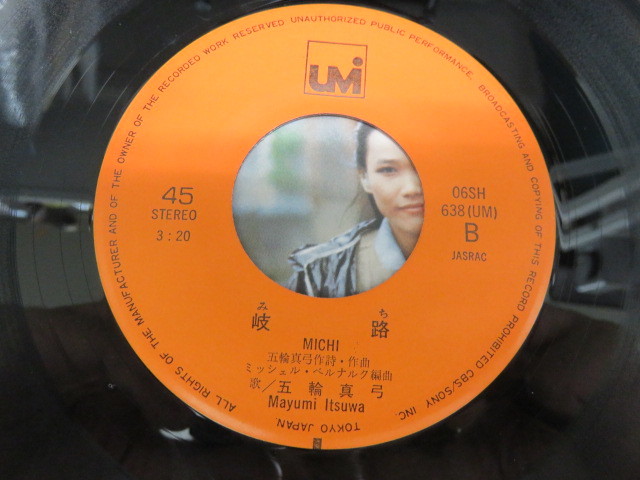 ALL RIGHTS OF THE MANUFACTURER AND OF THE OWNER OF THE RECORDED WORK RESERVED UNAUTHORIZED PUBLIC PERFORMANCE, BROADCASTING AND COPYING OF THIS RECORD PROHIBITED CBS/SONY INC. TOKYO JAPAN.
UMI
45
STEREO
3:20
06SH
638(UM)
B
JASRAC
み ち
岐 路
MICHI
五輪真弓作詩・作曲
ミッシェル・ベルナルク編曲
歌/五輪真弓
Mayumi Itsuwa